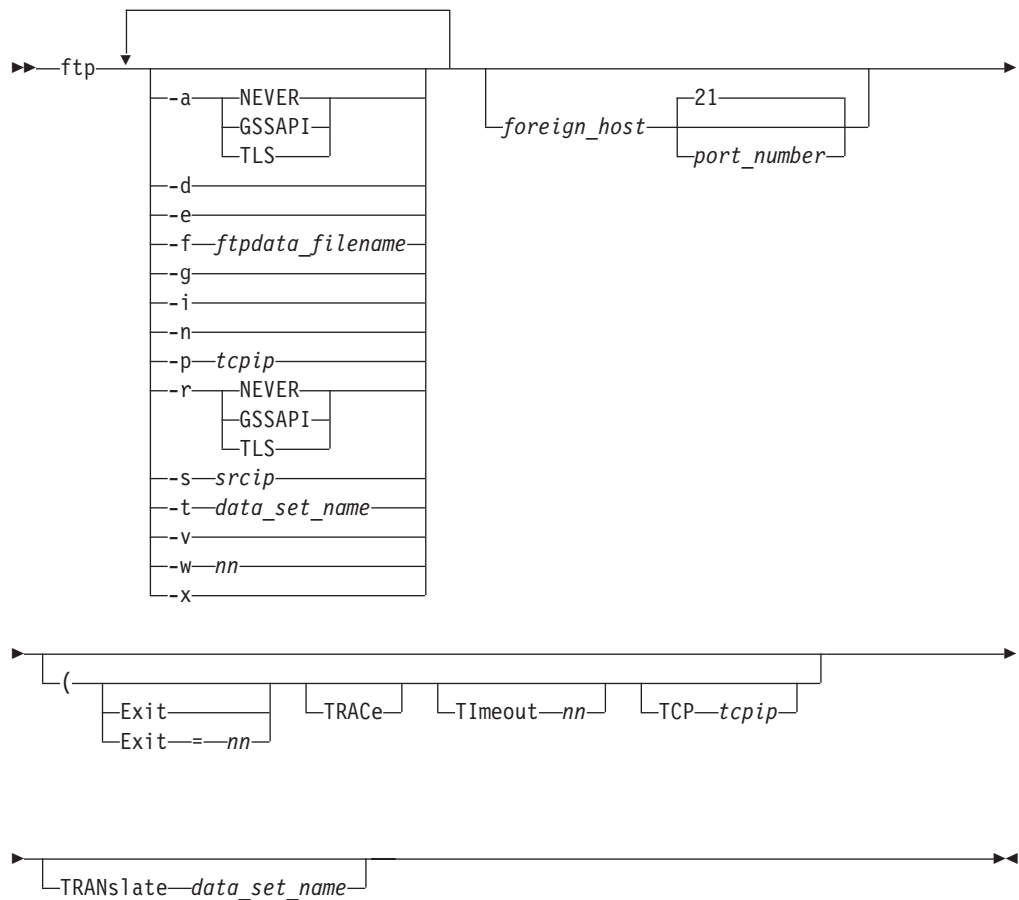 ftp
-a NEVER
GSSAPI
TLS
-d
-e
-f ftpdata_filename
-g
-i
-n
-p tcpip
-r NEVER
GSSAPI
TLS
-s srcip
-t data_set_name
-v
-w nn
-x
21
foreign_host
port_number
(
Exit
Exit = nn
TRACe
TImeout nn
TCP tcpip
TRANslate data_set_name